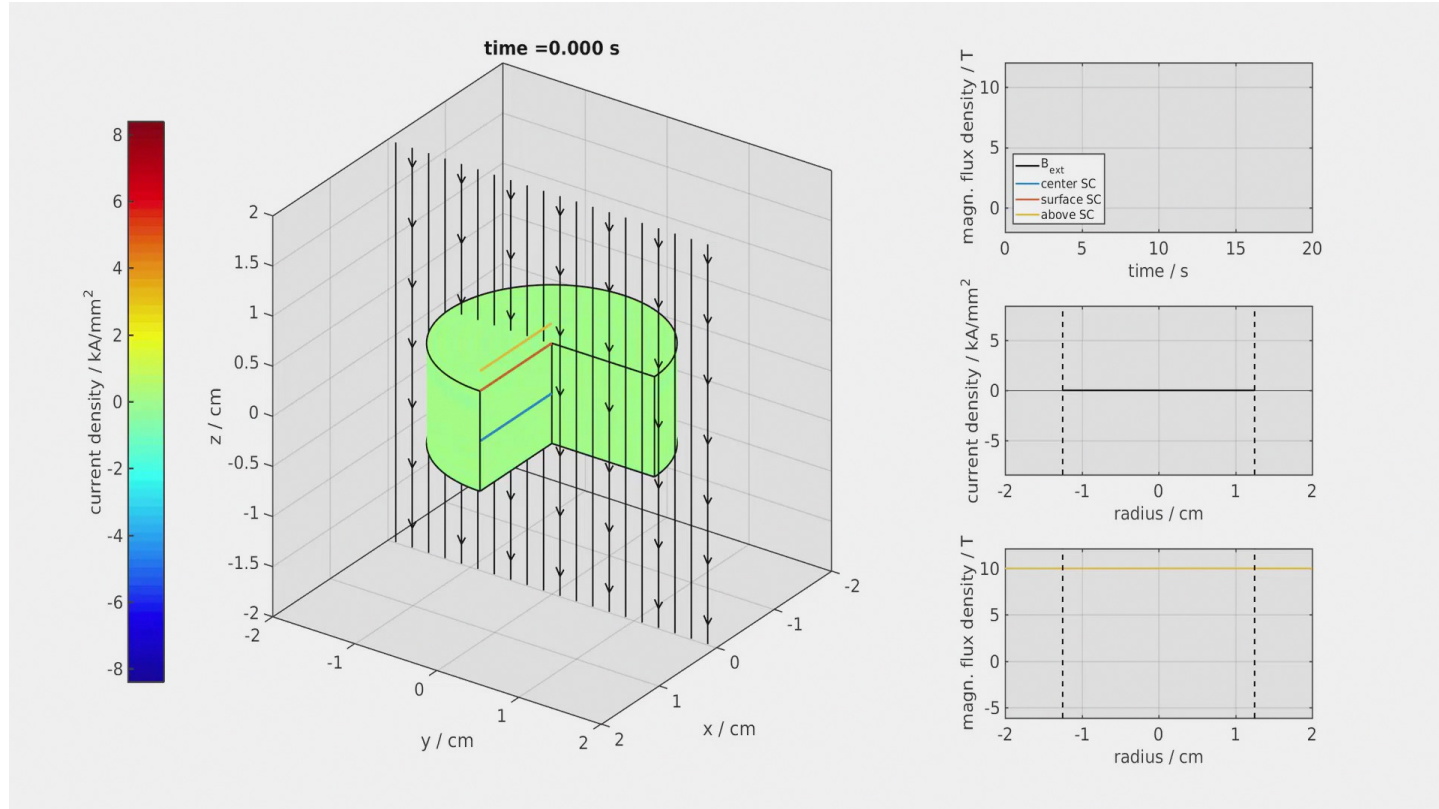 time =0.000 s
current density / kA/mm²
8
6
4
2
0
-2
-4
-6
-8
z / cm
2
1.5
1
0.5
0
-0.5
-1
-1.5
-2
-2
-1
0
1
2
y / cm
2
1
0
-1
-2
x / cm
magn. flux density / T
10
5
0
B_ext
center SC
surface SC
above SC
0 5 10 15 20
time / s
current density / kA/mm²
5
0
-5
-2 -1 0 1 2
radius / cm
magn. flux density / T
10
5
0
-5
-2 -1 0 1 2
radius / cm